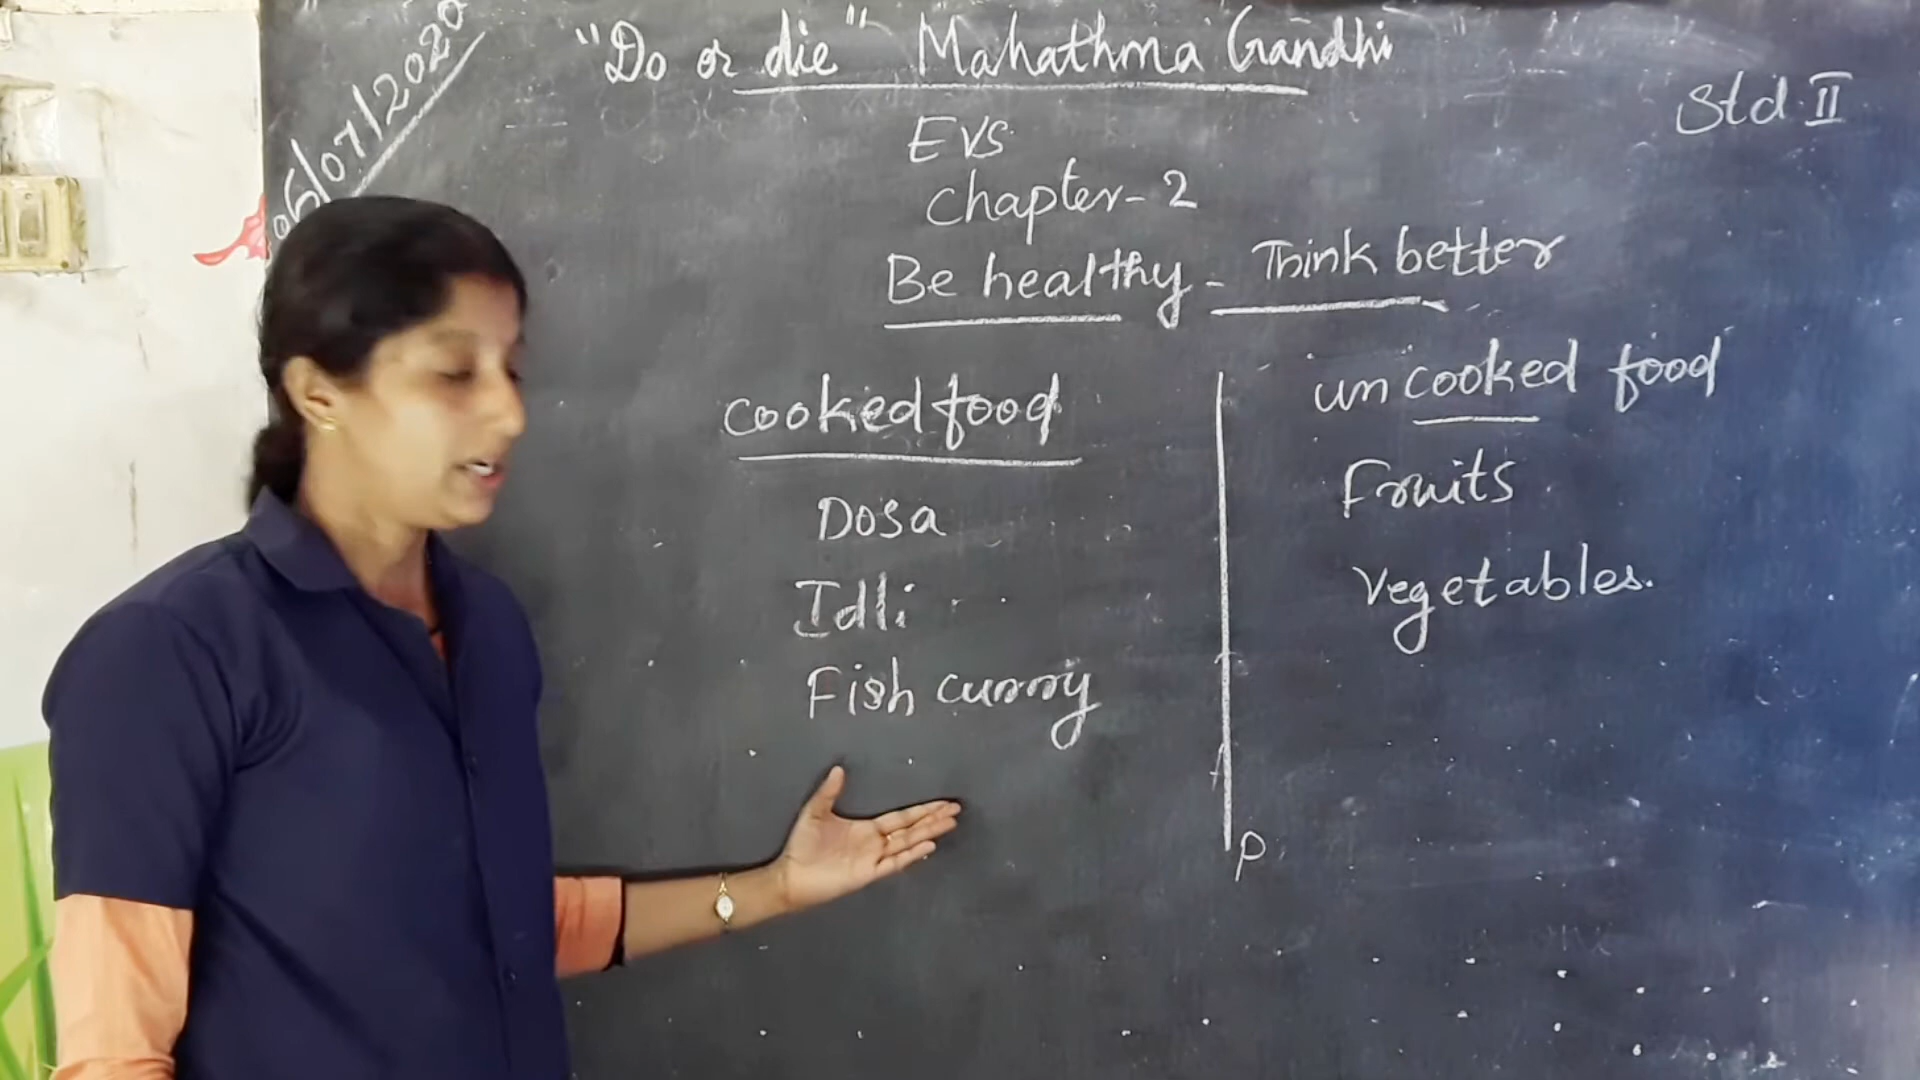 06/07/2020
"Do or die" Mahathma Gandhi
Std II
EVS
Chapter-2
Be healthy - Think better
Cooked food
Dosa
Idli
Fish curry
un cooked food
Fruits
Vegetables.
P